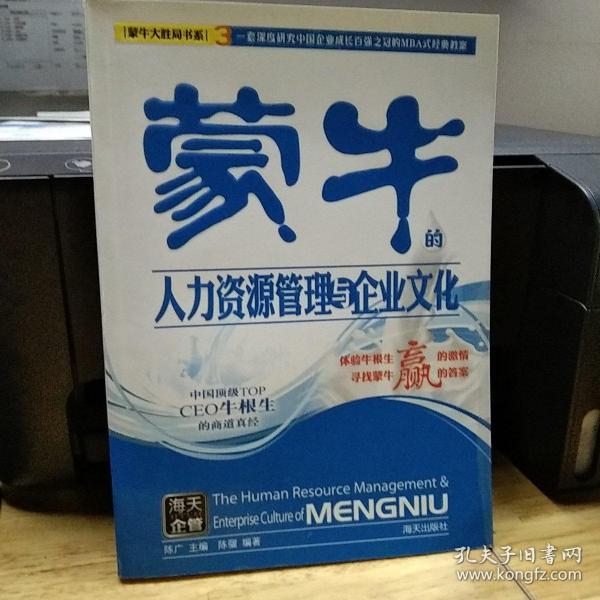 蒙牛大胜局书系 3 一套深度研究中国企业成长百强之冠的MBA式经典教案
蒙牛的
人力资源管理与企业文化
体验牛根生赢的激情
寻找蒙牛赢的答案
中国顶级TOP
CEO牛根生
的商道真经
海天企管
The Human Resource Management &
Enterprise Culture of MENGNIU
陈广 主编 陈强 编著
海天出版社
孔夫子旧书网
www.kongfz.com